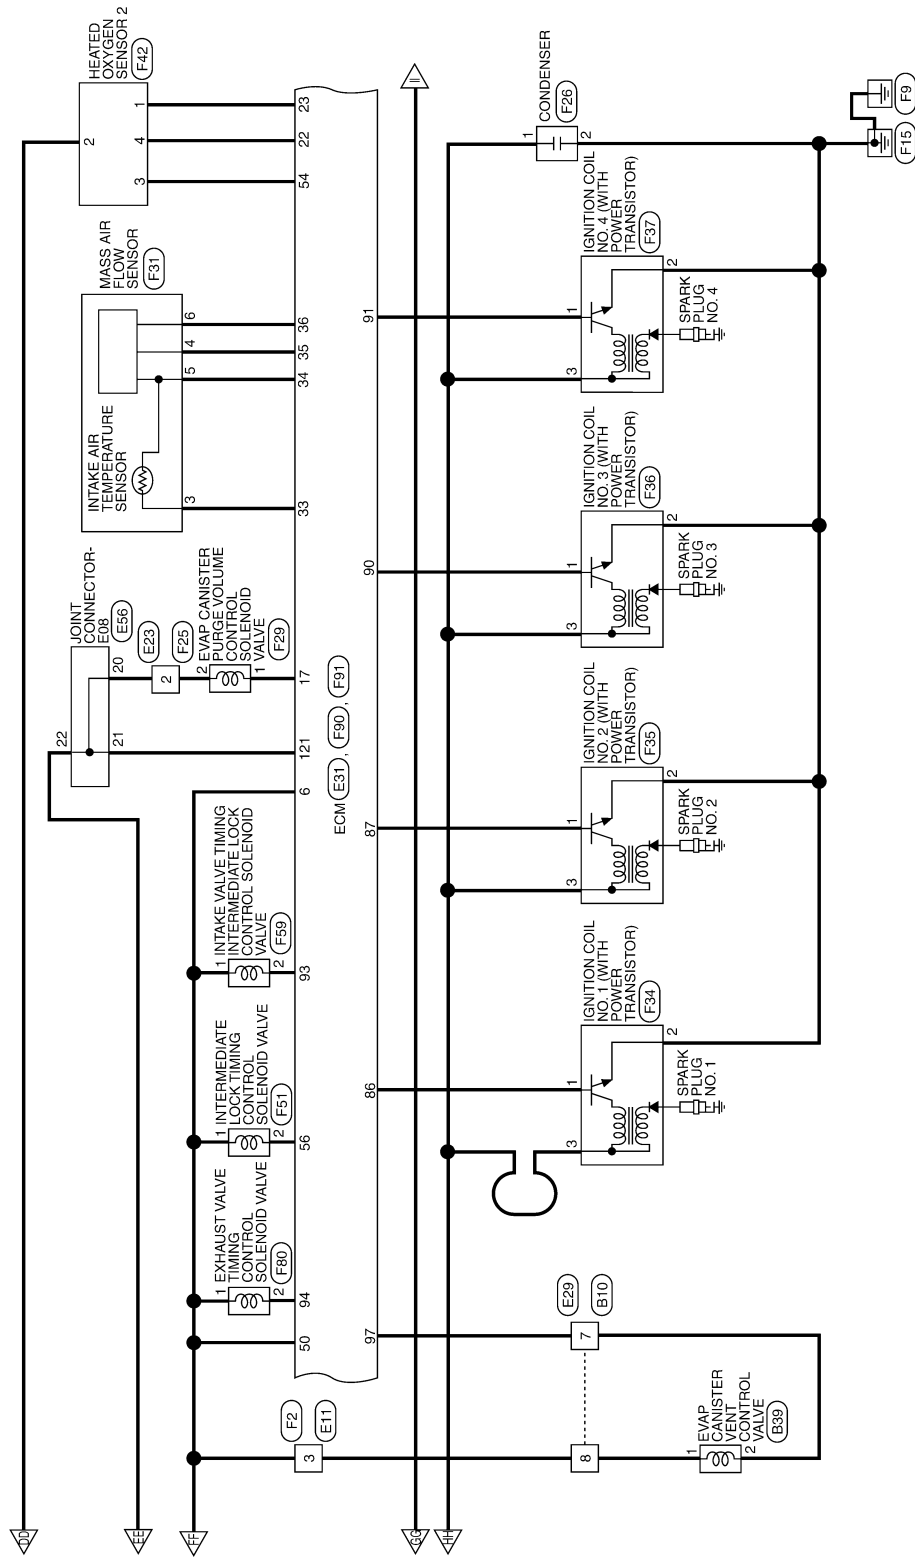 DD
EE
FF
GG
HH
II
2
HEATED
OXYGEN
SENSOR 2
F42
3
4
1
54
22
23
MASS AIR
FLOW
SENSOR
F31
INTAKE AIR
TEMPERATURE
SENSOR
3
5
4
6
33
34
35
36
JOINT
CONNECTOR-
E08
E56
22
21
20
E23
2
F25
2
EVAP CANISTER
PURGE VOLUME
CONTROL
SOLENOID
VALVE
1
F29
121
17
6
ECM
E31
,
F90
,
F91
1
INTAKE VALVE TIMING
INTERMEDIATE LOCK
CONTROL SOLENOID
VALVE
2
F59
93
1
INTERMEDIATE
LOCK TIMING
CONTROL
SOLENOID VALVE
2
F51
56
1
EXHAUST VALVE
TIMING
CONTROL
SOLENOID VALVE
2
F80
94
50
97
86
87
90
91
F2
3
E11
E29
8
7
B10
1
2
EVAP
CANISTER
VENT
CONTROL
VALVE
B39
IGNITION COIL
NO. 1 (WITH
POWER
TRANSISTOR)
F34
3
1
2
SPARK
PLUG
NO. 1
IGNITION COIL
NO. 2 (WITH
POWER
TRANSISTOR)
F35
3
1
2
SPARK
PLUG
NO. 2
IGNITION COIL
NO. 3 (WITH
POWER
TRANSISTOR)
F36
3
1
2
SPARK
PLUG
NO. 3
IGNITION COIL
NO. 4 (WITH
POWER
TRANSISTOR)
F37
3
1
2
SPARK
PLUG
NO. 4
CONDENSER
F26
1
2
F15
F9